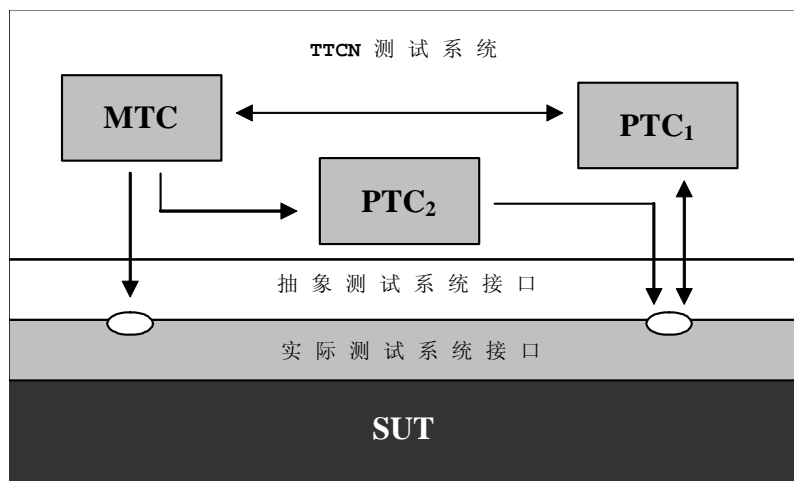 TTCN 测 试 系 统
MTC
PTC₁
PTC₂
抽 象 测 试 系 统 接 口
实 际 测 试 系 统 接 口
SUT